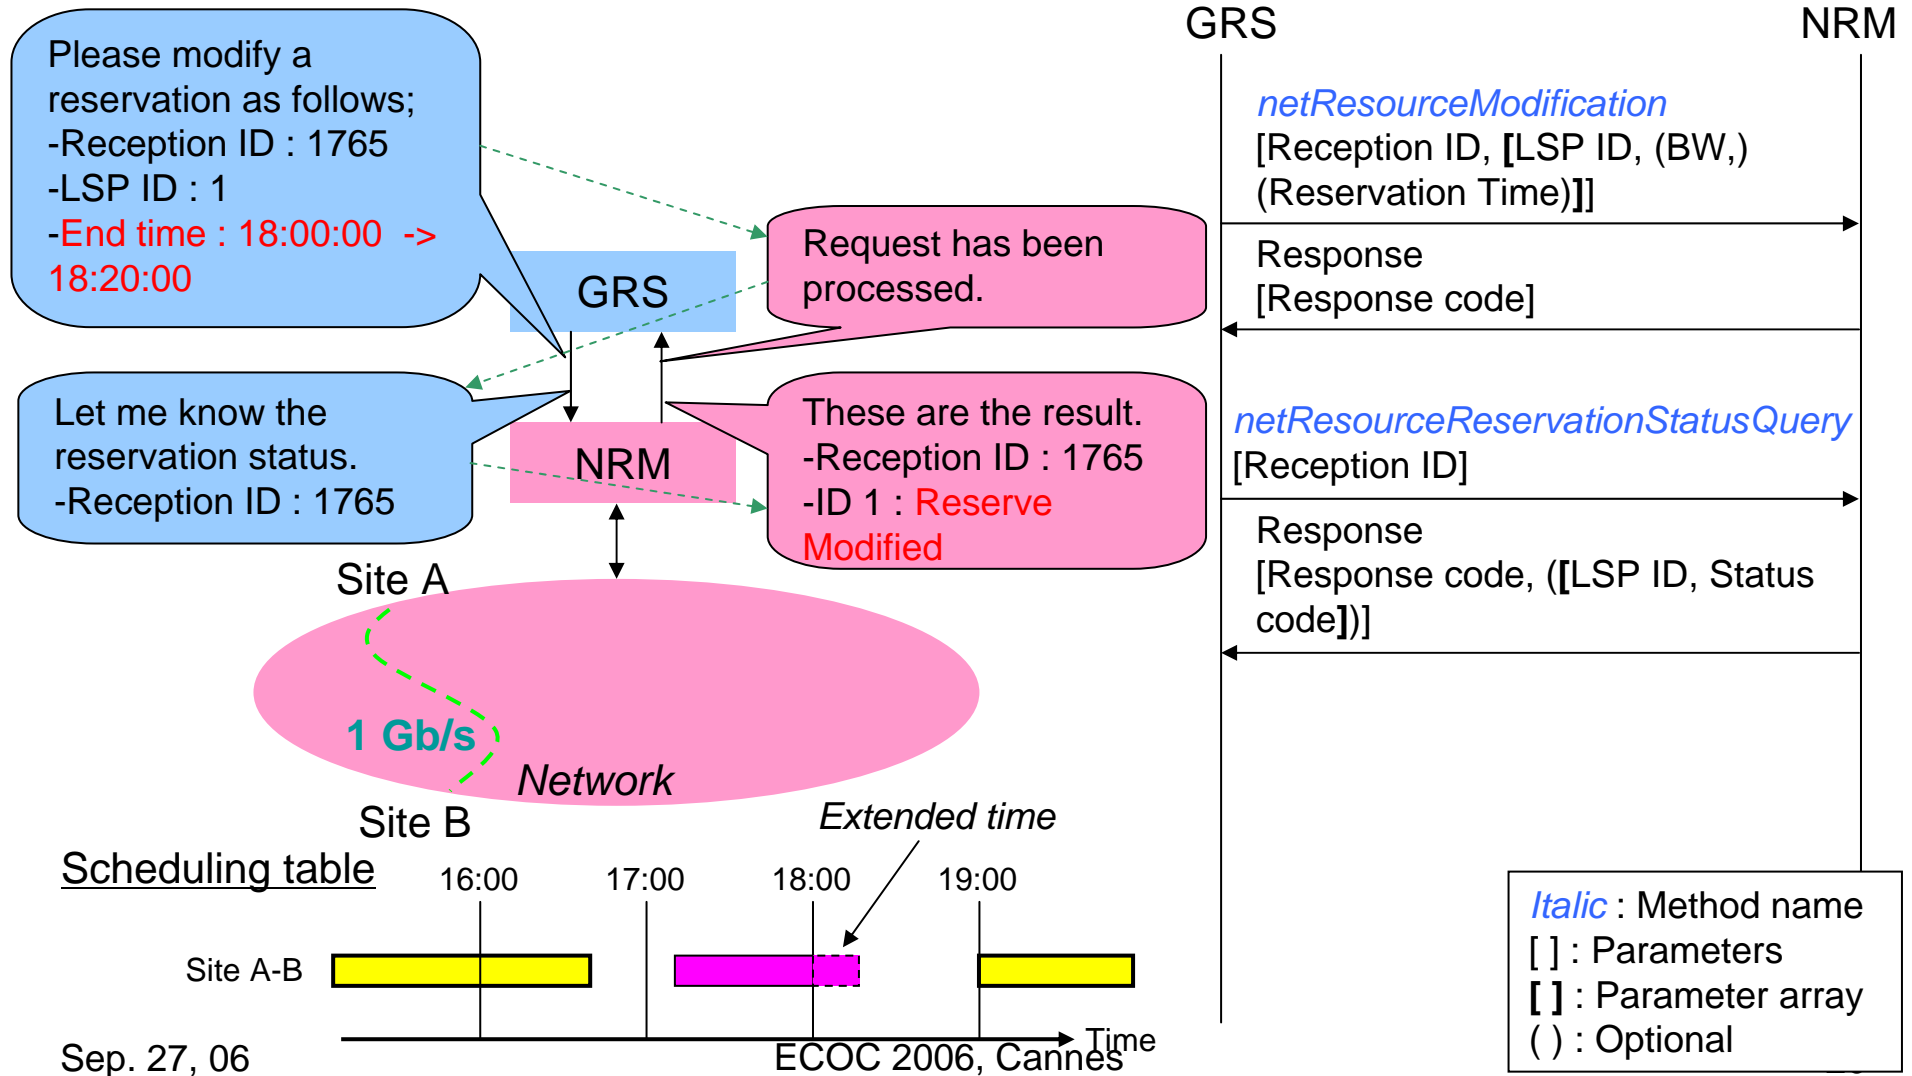 Please modify a
reservation as follows;
-Reception ID : 1765
-LSP ID : 1
-End time : 18:00:00 ->
18:20:00
GRS
Request has been
processed.
Let me know the
reservation status.
-Reception ID : 1765
NRM
These are the result.
-Reception ID : 1765
-ID 1 : Reserve
Modified
Site A
1 Gb/s
Network
Site B
GRS
NRM
netResourceModification
[Reception ID, [LSP ID, (BW,)
(Reservation Time)]]
Response
[Response code]
netResourceReservationStatusQuery
[Reception ID]
Response
[Response code, ([LSP ID, Status
code])]
Extended time
Scheduling table
16:00
17:00
18:00
19:00
Site A-B
Time
Italic : Method name
[ ] : Parameters
[ ] : Parameter array
( ) : Optional
Sep. 27, 06
ECOC 2006, Cannes